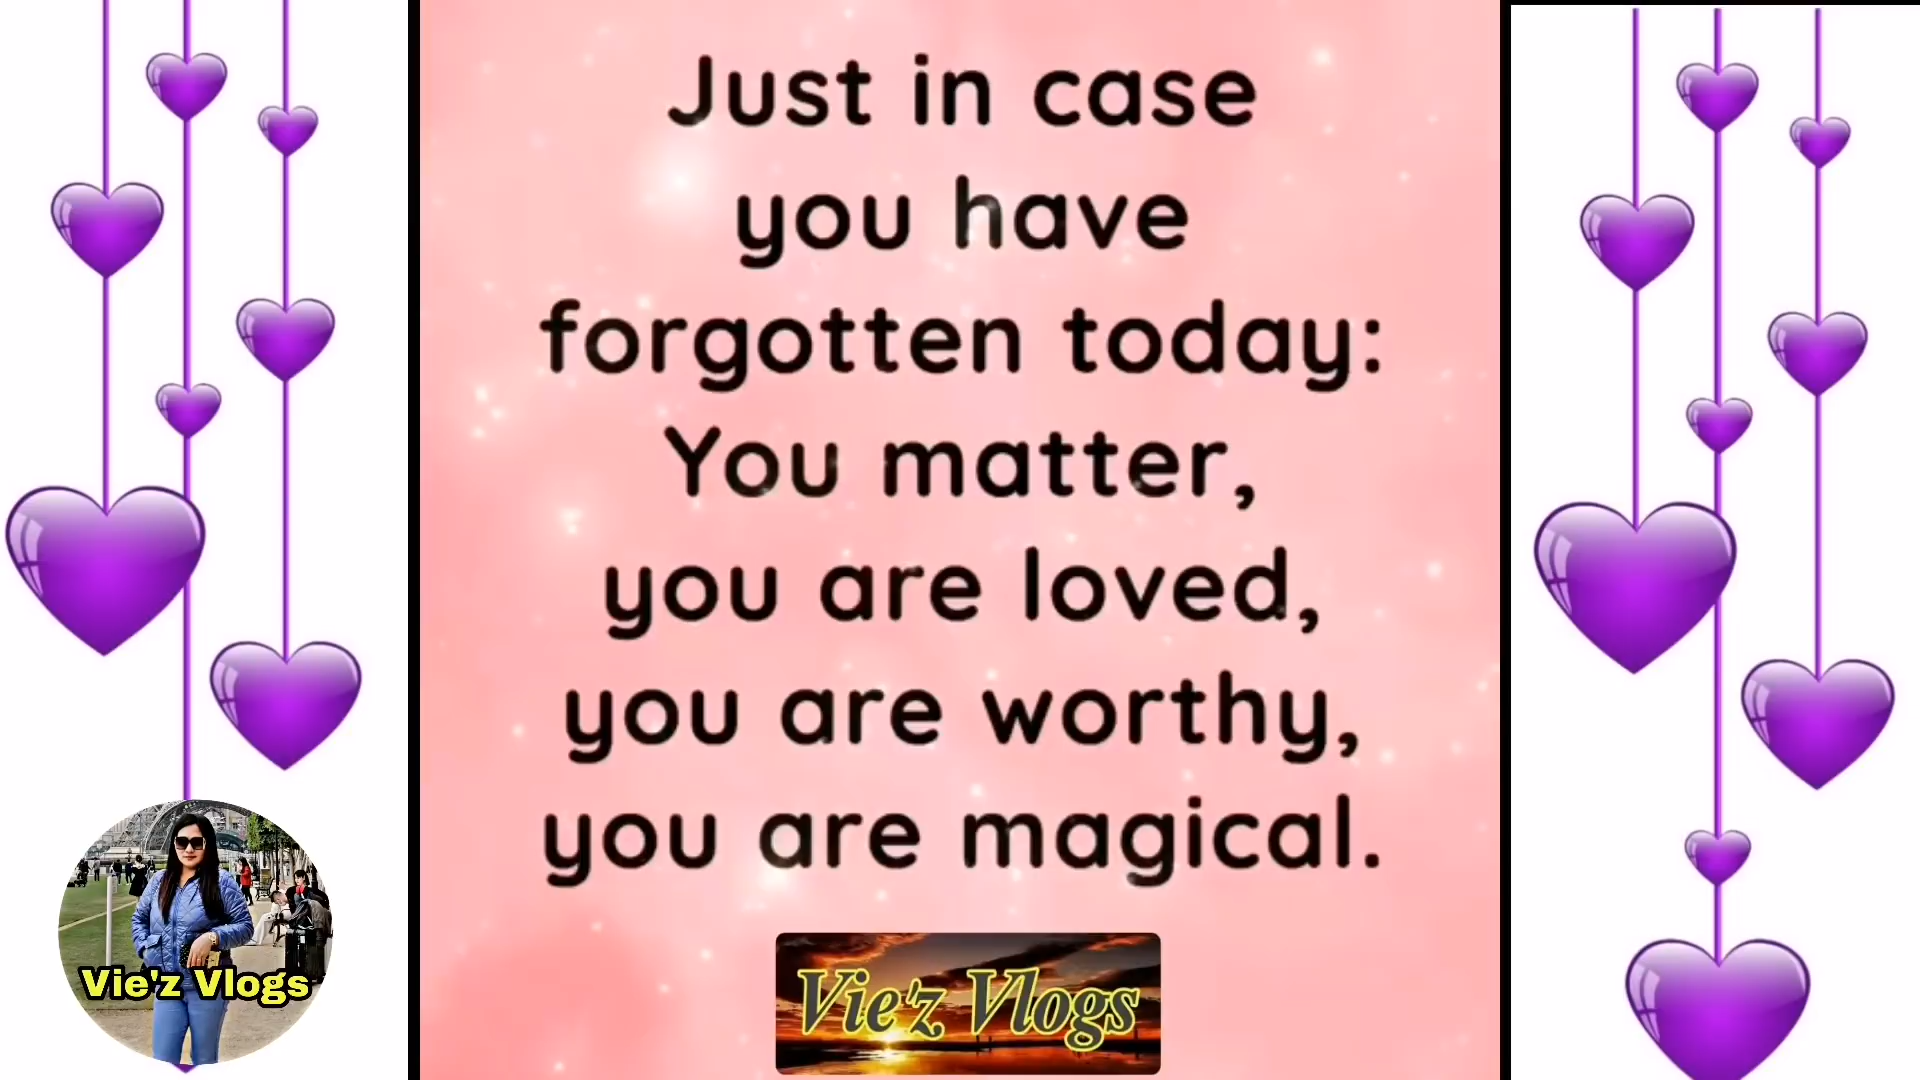 Just in case
you have
forgotten today:
You matter,
you are loved,
you are worthy,
you are magical.
Vie'z Vlogs
Vie'z Vlogs